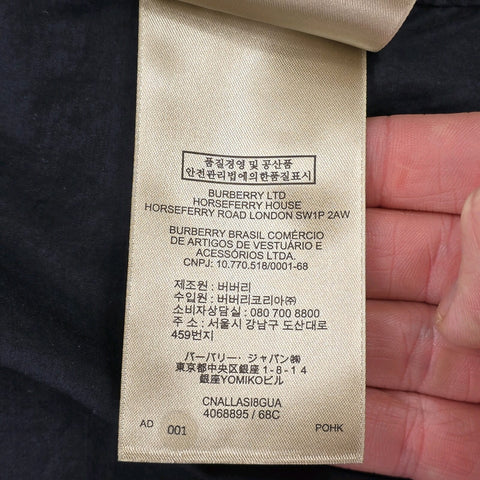 품질경영 및 공산품
안전관리법에의한품질표시
BURBERRY LTD
HORSEFERRY HOUSE
HORSEFERRY ROAD LONDON SW1P 2AW
BURBERRY BRASIL COMÉRCIO
DE ARTIGOS DE VESTUÁRIO E
ACESSÓRIOS LTDA.
CNPJ: 10.770.518/0001-68
제조원 : 버버리
수입원 : 버버리코리아㈜
소비자상담실 : 080 700 8800
주 소 : 서울시 강남구 도산대로
459번지
バーバリー・ジャパン㈱
東京都中央区銀座1-8-14
銀座YOMIKOビル
CNALLASI8GUA
4068895 / 68C
AD 001 POHK